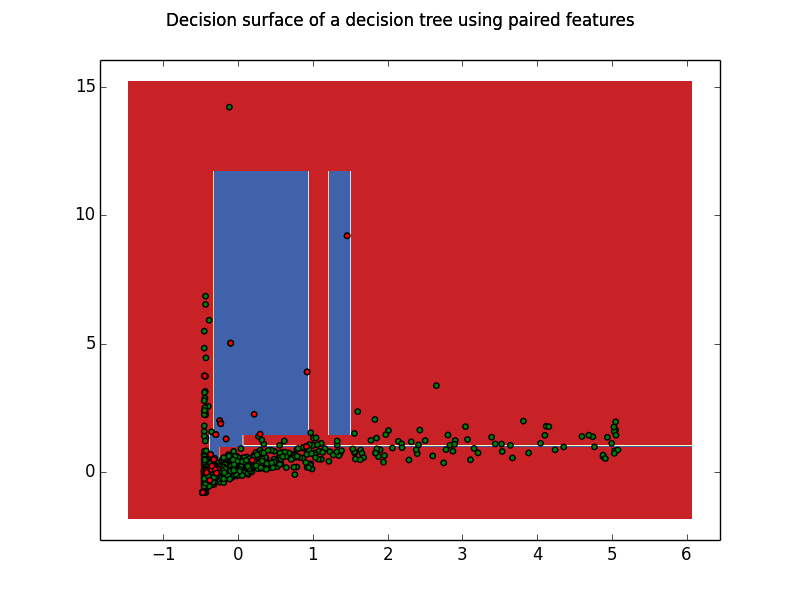 Decision surface of a decision tree using paired features
15
10
5
0
−1 0 1 2 3 4 5 6